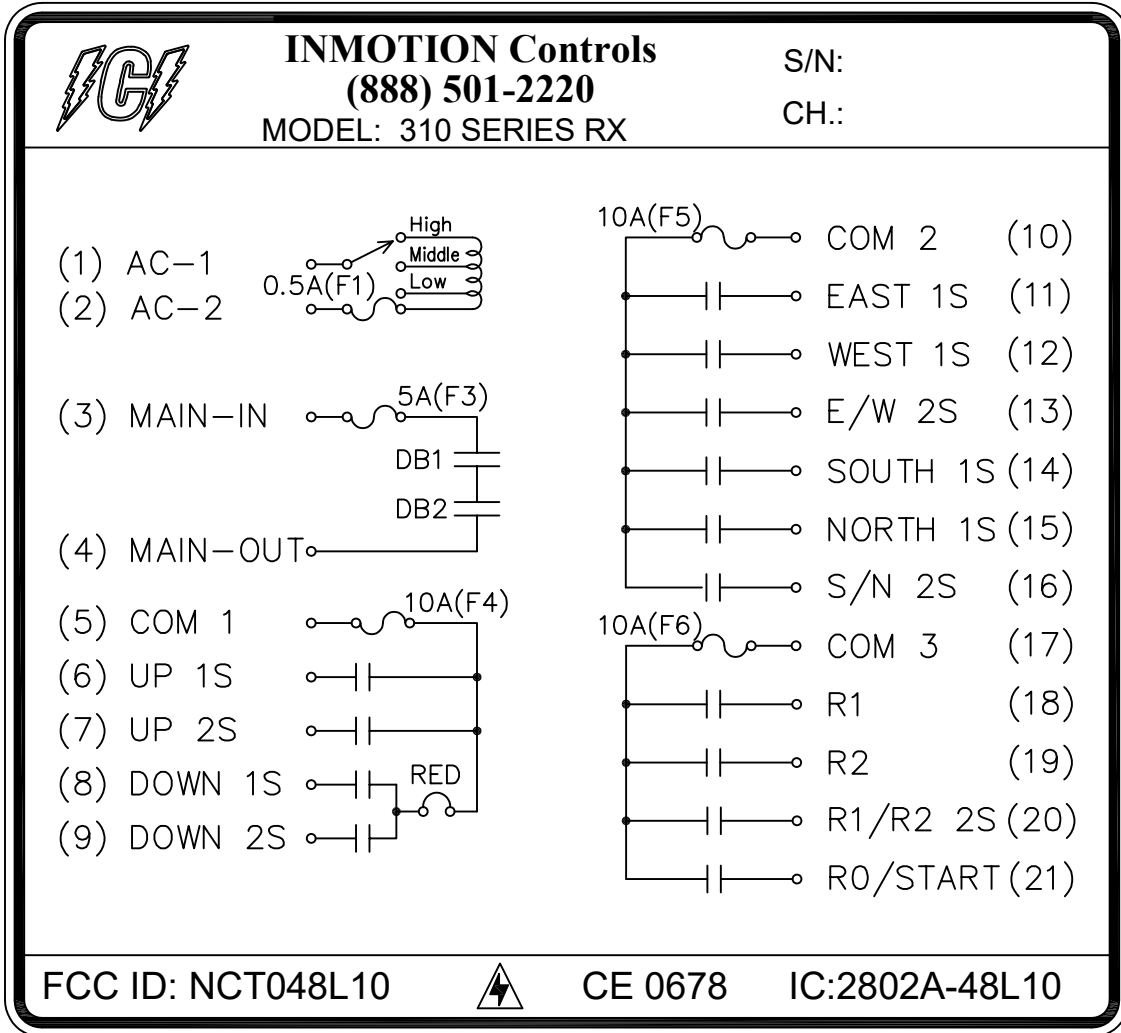 ICI
INMOTION Controls
(888) 501-2220
MODEL: 310 SERIES RX
S/N:
CH.:
(1) AC-1
(2) AC-2
0.5A(F1)
High
Middle
Low
(3) MAIN-IN
5A(F3)
DB1
DB2
(4) MAIN-OUT
(5) COM 1
10A(F4)
(6) UP 1S
(7) UP 2S
(8) DOWN 1S
RED
(9) DOWN 2S
10A(F5)
COM 2 (10)
EAST 1S (11)
WEST 1S (12)
E/W 2S (13)
SOUTH 1S (14)
NORTH 1S (15)
S/N 2S (16)
10A(F6)
COM 3 (17)
R1 (18)
R2 (19)
R1/R2 2S (20)
R0/START (21)
FCC ID: NCT048L10
CE 0678
IC:2802A-48L10